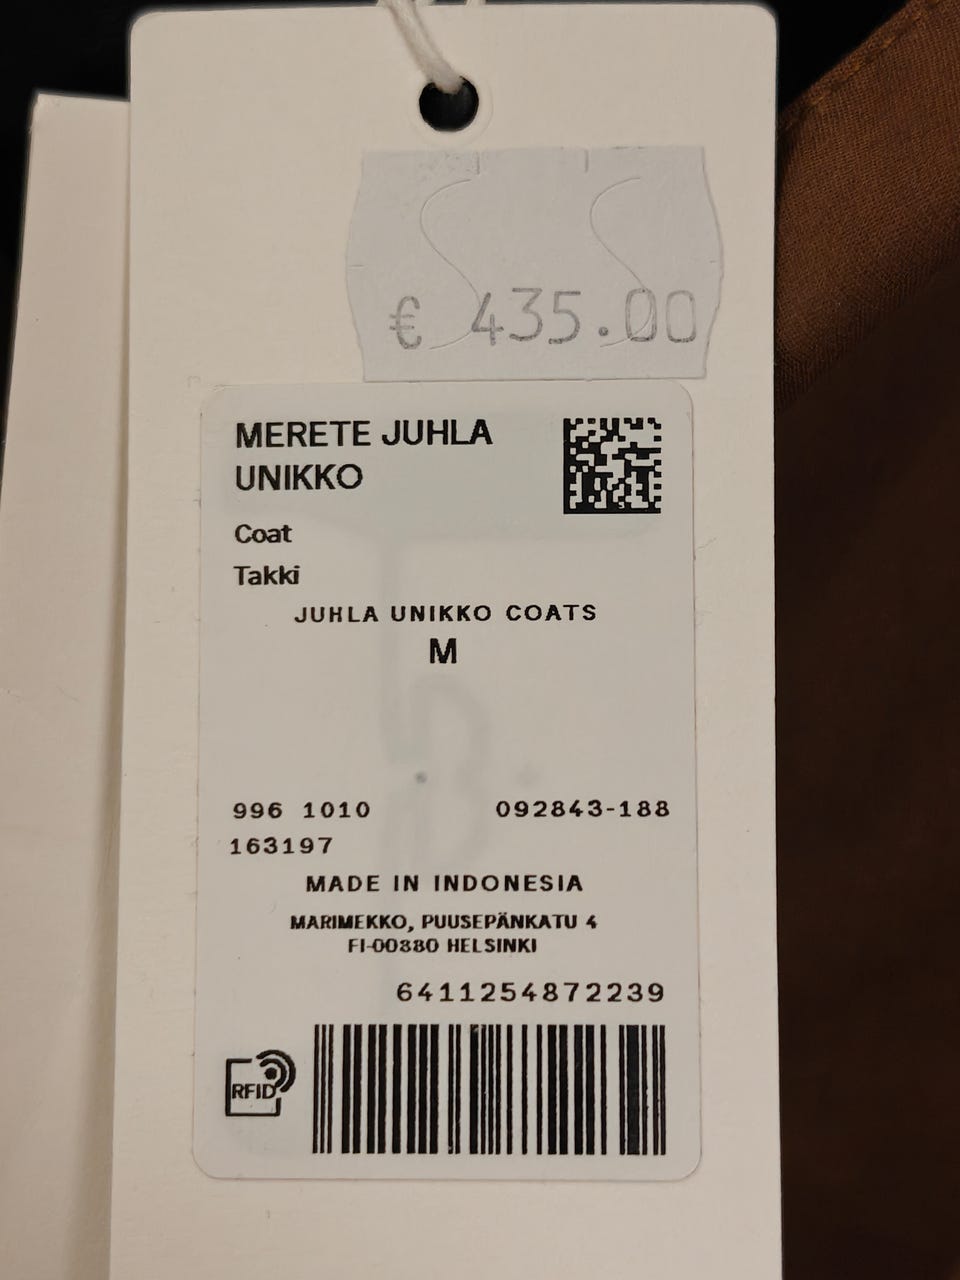 € 435.00
MERETE JUHLA
UNIKKO
Coat
Takki
JUHLA UNIKKO COATS
M
996 1010 092843-188
163197
MADE IN INDONESIA
MARIMEKKO, PUUSEPÄNKATU 4
FI-00880 HELSINKI
6411254872239
RFID